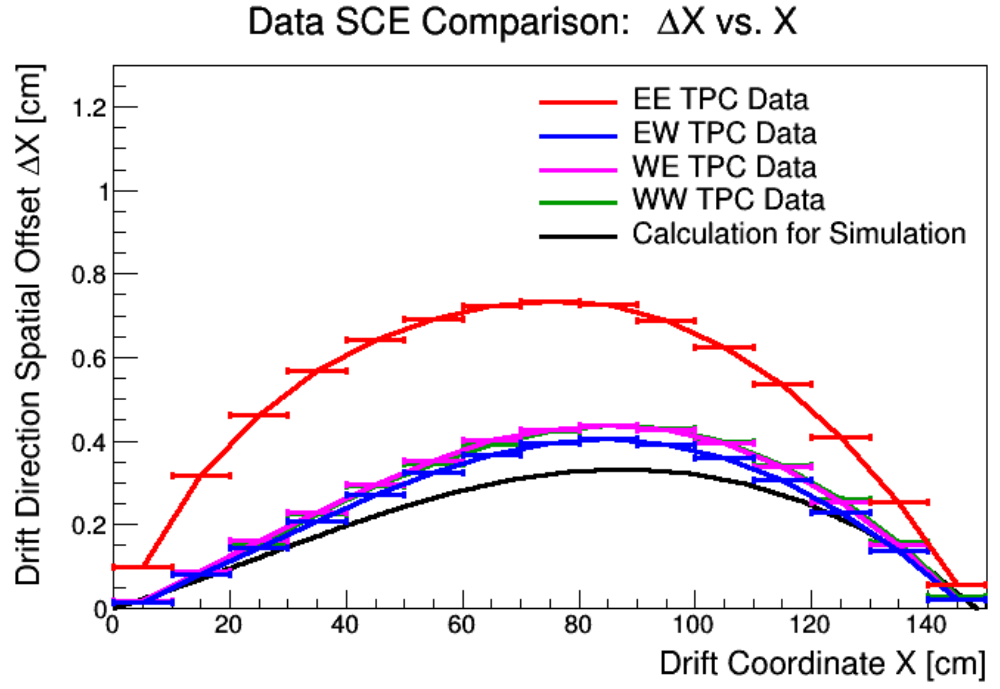 Data SCE Comparison: ΔX vs. X
Drift Direction Spatial Offset ΔX [cm]
1.2
1
0.8
0.6
0.4
0.2
0
EE TPC Data
EW TPC Data
WE TPC Data
WW TPC Data
Calculation for Simulation
0 20 40 60 80 100 120 140
Drift Coordinate X [cm]